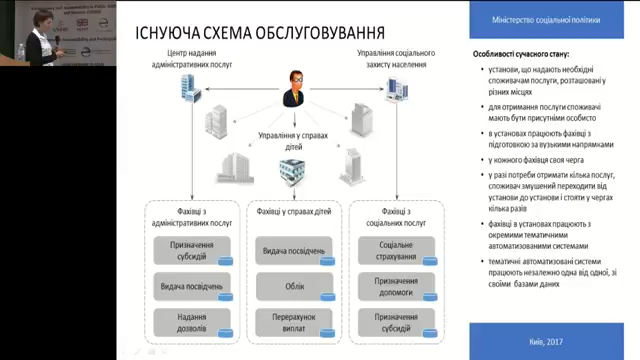 ІСНУЮЧА СХЕМА ОБСЛУГОВУВАННЯ
Центр надання
адміністративних послуг
Управління соціального
захисту населення
Управління у справах
дітей
Фахівці з
адміністративних послуг
Призначення
субсидій
Видача посвідчень
Надання
дозволів
Фахівці у справах дітей
Видача посвідчень
Облік
Перерахунок
виплат
Фахівці з
соціальних послуг
Соціальне
страхування
Призначення
допомоги
Призначення
субсидій
Міністерство соціальної політики
Особливості сучасного стану:
установи, що надають необхідні
споживачам послуги, розташовані у
різних місцях
для отримання послуги споживачі
мають бути присутніми особисто
в установах працюють фахівці з
підготовкою за вузькими напрямками
у кожного фахівця своя черга
у разі потреби отримати кілька послуг,
споживач змушений переходити від
установи до установи і стояти у чергах
кілька разів
фахівці в установах працюють з
окремими тематичними
автоматизованими системами
тематичні автоматизовані системи
працюють незалежно одна від одної, зі
своїми базами даних
Київ, 2017